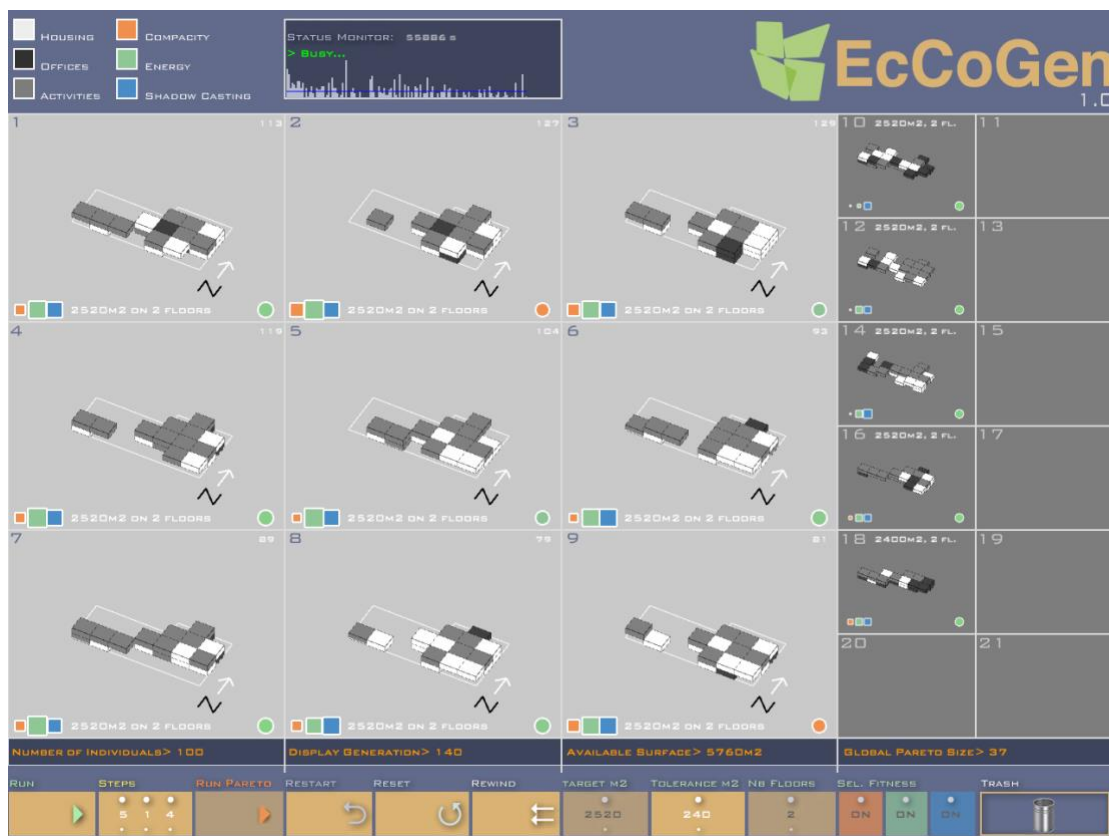 Housing
Compacity
Offices
Energy
Activities
Shadow Casting
Status Monitor: 55886 s
> Busy...
EcCoGen
1.0
1
113
2520m2 on 2 floors
2
127
2520m2 on 2 floors
3
129
2520m2 on 2 floors
10 2520m2, 2 fl.
11
12 2520m2, 2 fl.
13
4
119
2520m2 on 2 floors
5
104
2520m2 on 2 floors
6
93
2520m2 on 2 floors
14 2520m2, 2 fl.
15
16 2520m2, 2 fl.
17
7
89
2520m2 on 2 floors
8
79
2520m2 on 2 floors
9
81
2520m2 on 2 floors
18 2400m2, 2 fl.
19
20
21
N
N
N
N
N
N
N
N
N
Number of Individuals> 100
Display Generation> 140
Available Surface> 5760m2
Global Pareto Size> 37
Run
Steps
5 1 4
Run Pareto
Restart
Reset
Rewind
Target m2
2520
Tolerance m2
240
Nb Floors
2
Sel. Fitness
ON ON ON
Trash